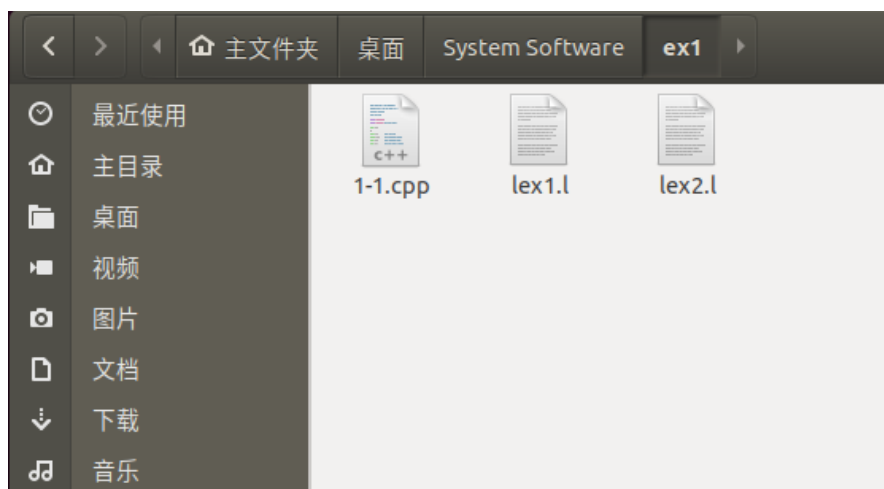 主文件夹 桌面 System Software ex1
最近使用
主目录
桌面
视频
图片
文档
下载
音乐
C++
1-1.cpp lex1.l lex2.l